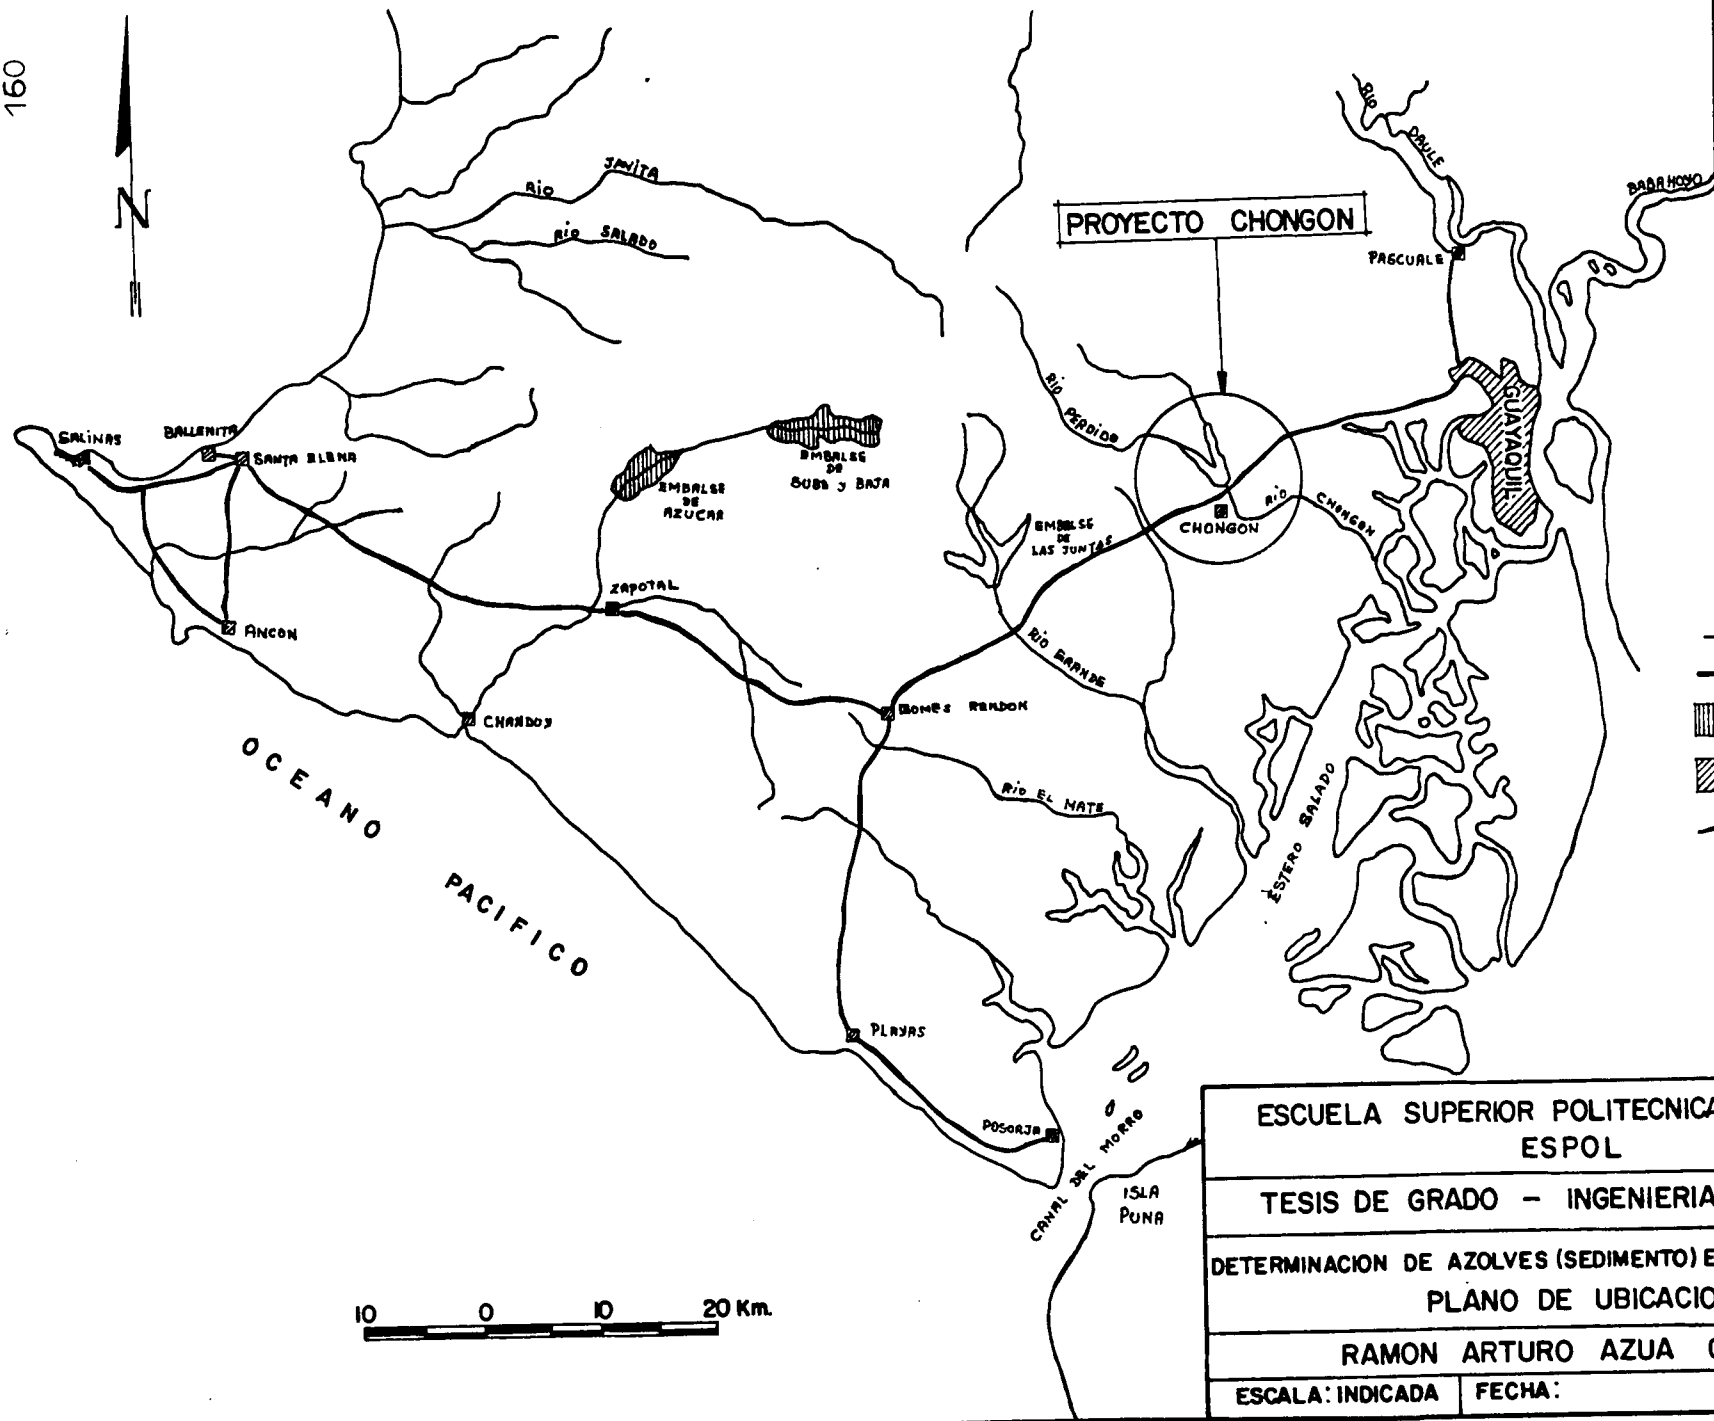 160
N
RIO JAVITA
RIO SALADO
PROYECTO CHONGON
RIO DAULE
BABAHOYO
PASCUALE
GUAYAQUIL
RIO PERDIDO
SALINAS
BALLENITA
SANTA ELENA
EMBALSE
DE
AZUCAR
EMBALSE
DE
SUBE y BAJA
EMBALSE
DE
LAS JUNTAS
CHONGON
RIO CHONGON
ZAPOTAL
ANCON
CHANDUY
GOMES RENDON
RIO GRANDE
RIO EL MATE
ESTERO SALADO
OCEANO
PACIFICO
PLAYAS
POSORJA
CANAL DEL MORRO
ISLA
PUNA
10 0 10 20 Km.
ESCUELA SUPERIOR POLITECNICA
ESPOL
TESIS DE GRADO - INGENIERIA
DETERMINACION DE AZOLVES (SEDIMENTO) E
PLANO DE UBICACIO
RAMON ARTURO AZUA
ESCALA: INDICADA FECHA: